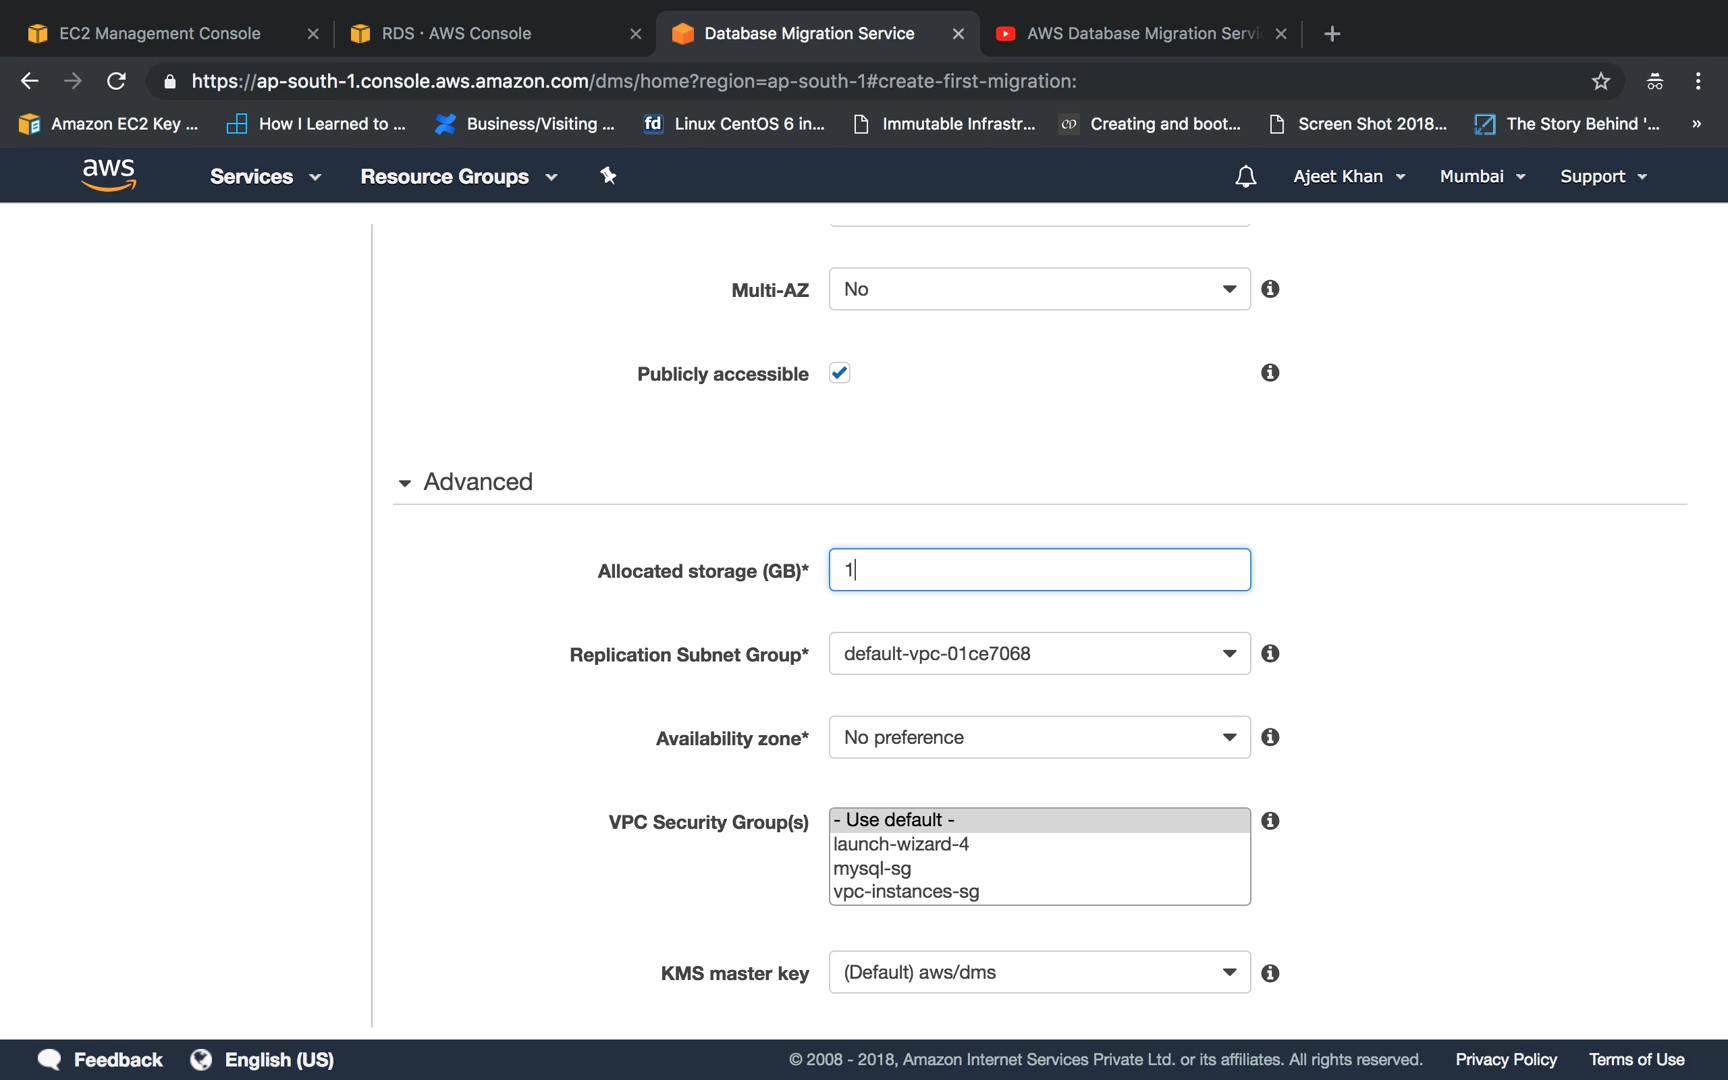 EC2 Management Console
RDS · AWS Console
Database Migration Service
AWS Database Migration Servi
https://ap-south-1.console.aws.amazon.com/dms/home?region=ap-south-1#create-first-migration:
Amazon EC2 Key ...
How I Learned to ...
Business/Visiting ...
fd Linux CentOS 6 in...
Immutable Infrastr...
CD Creating and boot...
Screen Shot 2018...
The Story Behind '...
»
aws
Services
Resource Groups
Ajeet Khan
Mumbai
Support
Multi-AZ No
Publicly accessible
Advanced
Allocated storage (GB)* 1
Replication Subnet Group* default-vpc-01ce7068
Availability zone* No preference
VPC Security Group(s) - Use default -
launch-wizard-4
mysql-sg
vpc-instances-sg
KMS master key (Default) aws/dms
Feedback
English (US)
© 2008 - 2018, Amazon Internet Services Private Ltd. or its affiliates. All rights reserved.
Privacy Policy
Terms of Use